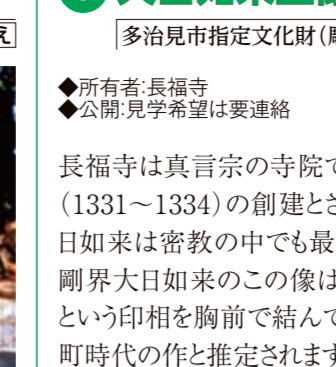 多治見市指定文化財(
◆所有者:長福寺
◆公開:見学希望は要連絡
長福寺は真言宗の寺院で
(1331~1334)の創建とさ
日如来は密教の中でも最
剛界大日如来のこの像は
という印相を胸前で結んで
町時代の作と推定されます